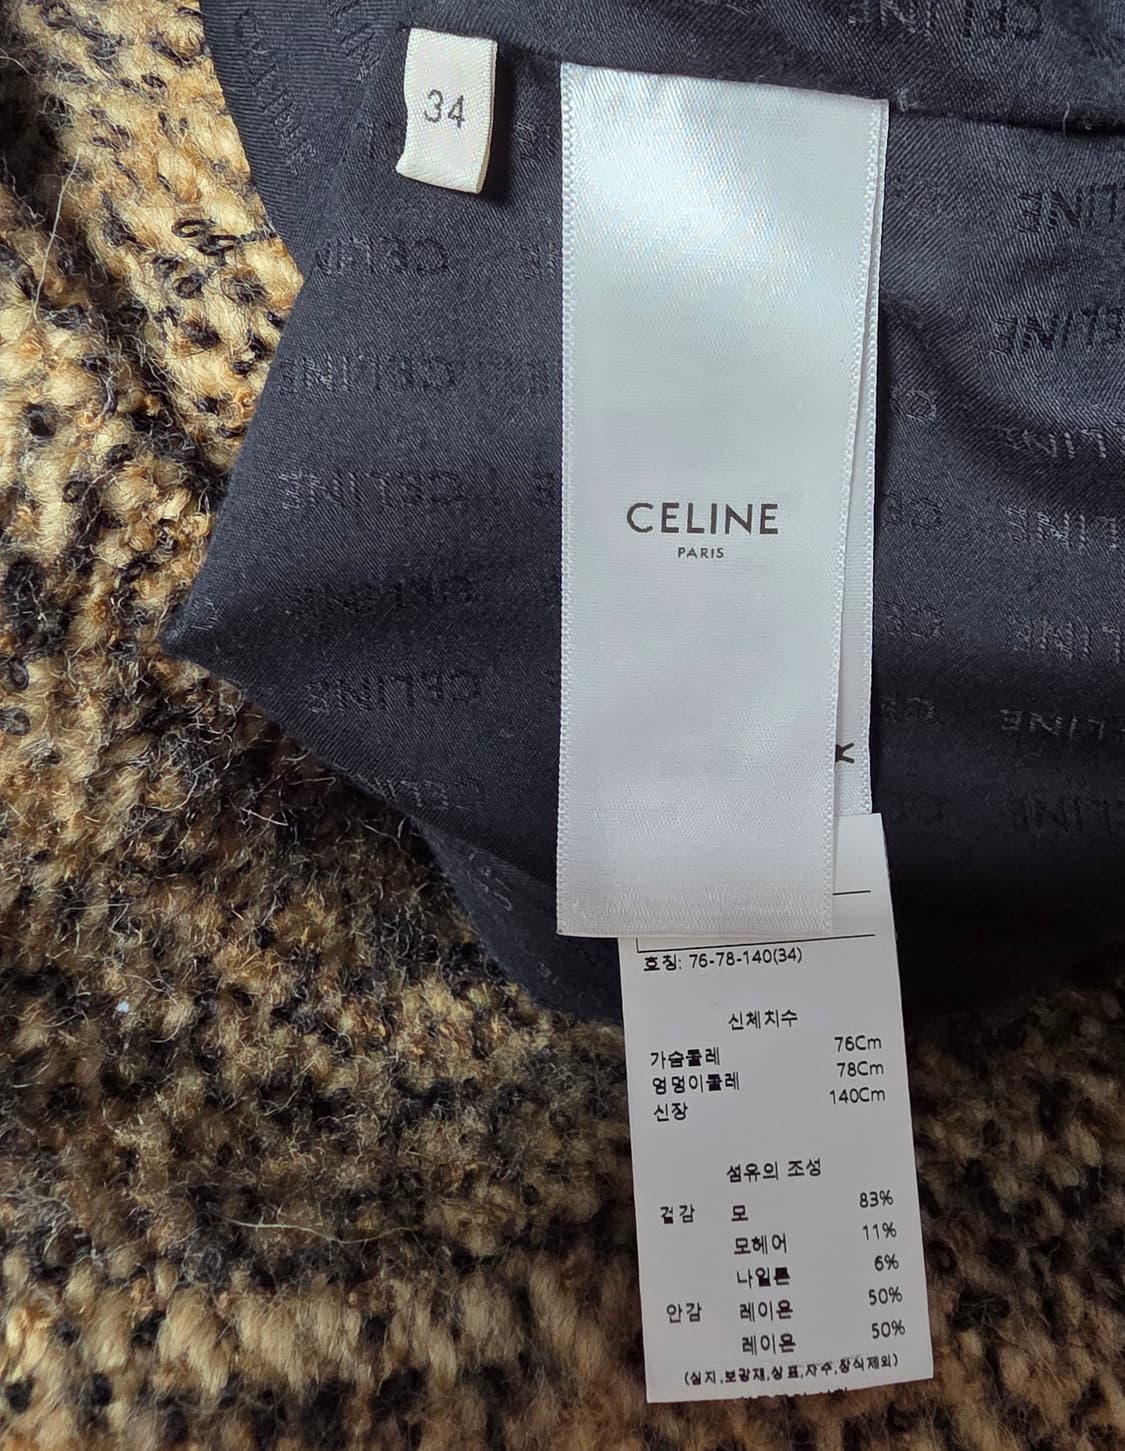 34
CELINE
PARIS
호칭: 76-78-140(34)
신체치수
가슴둘레 76Cm
엉덩이둘레 78Cm
신장 140Cm
섬유의 조성
겉감 모 83%
모헤어 11%
나일론 6%
안감 레이온 50%
레이온 50%
(심지,보강재,상표,자수,장식제외)